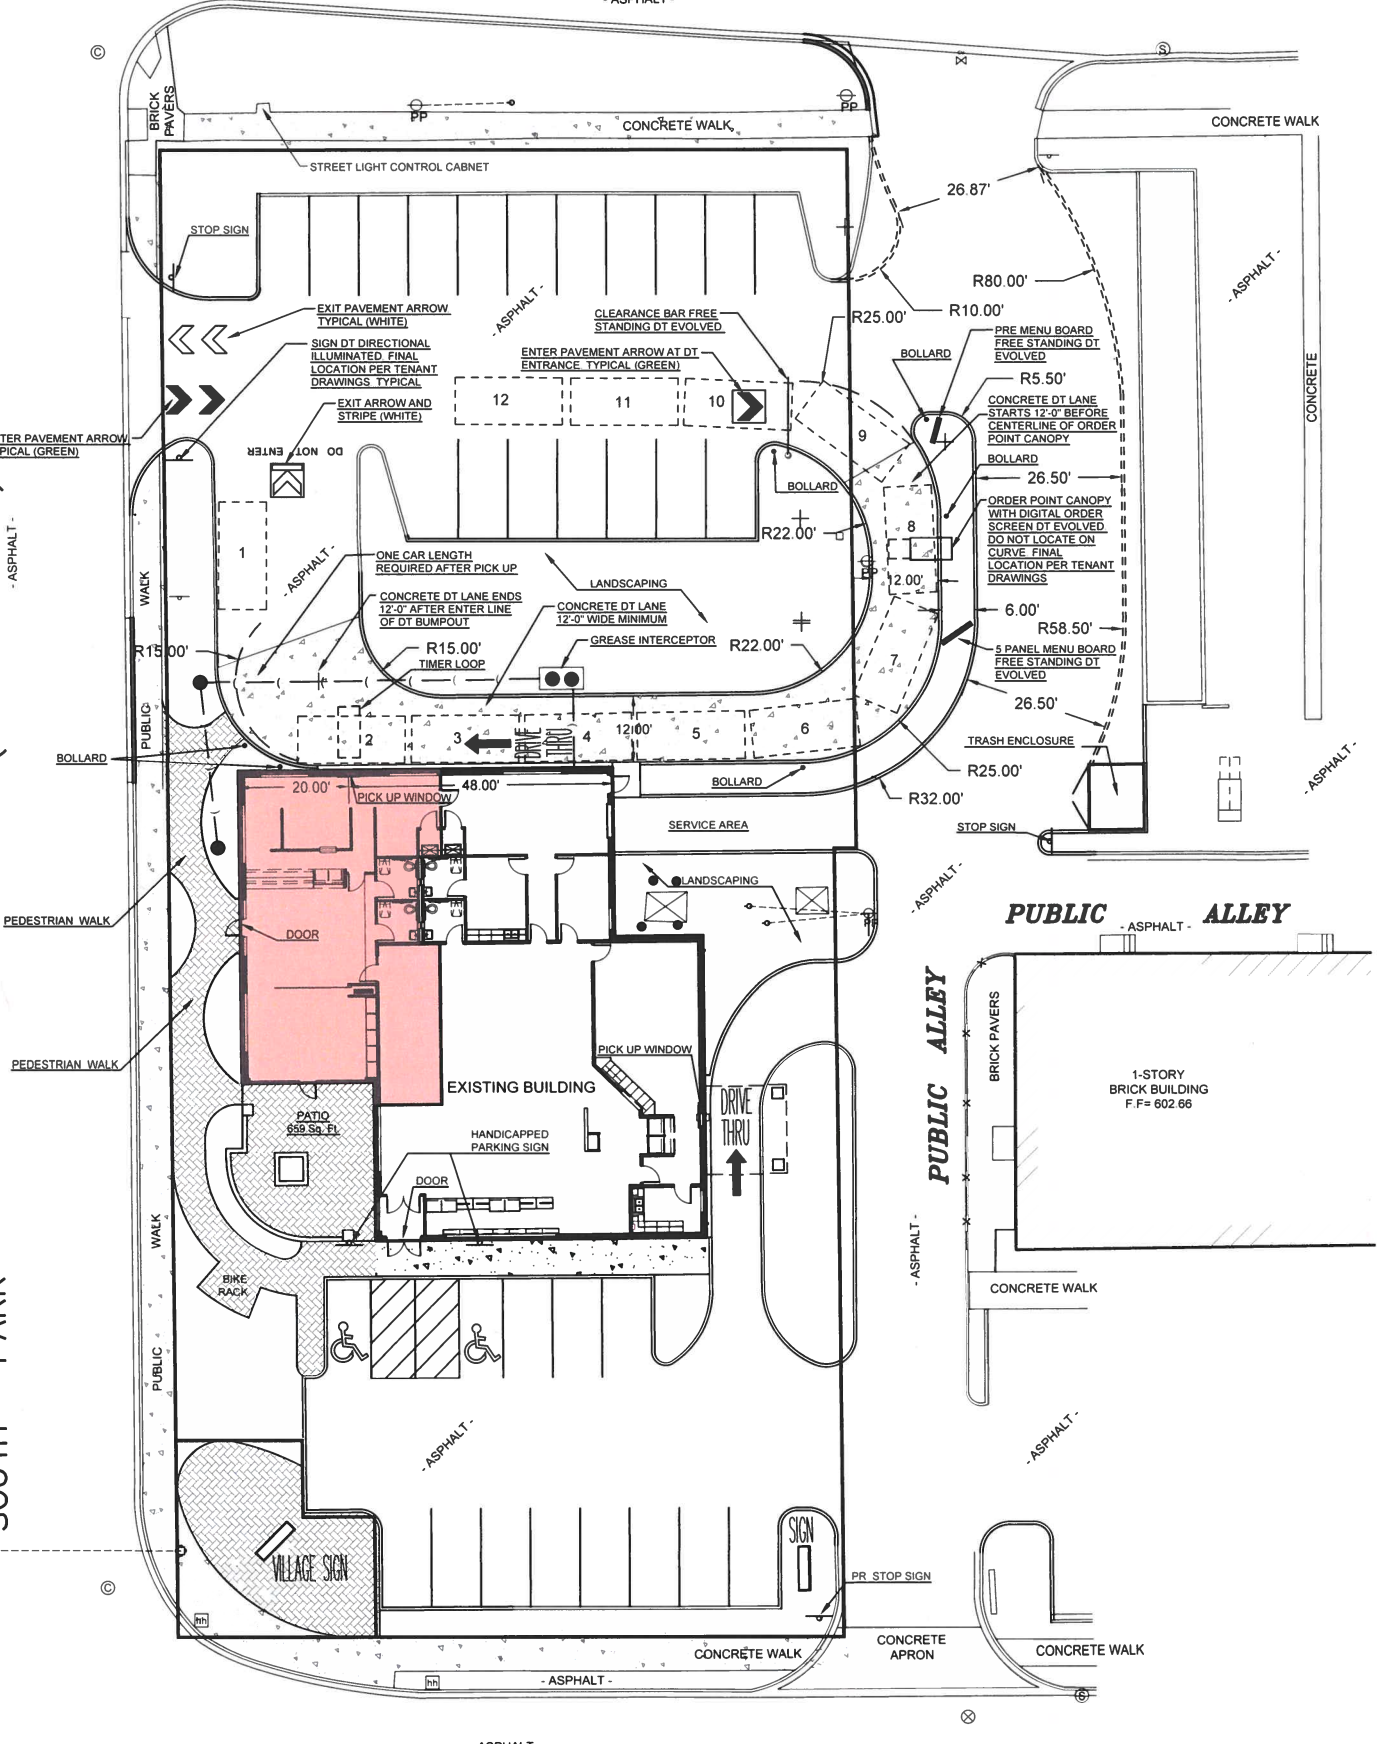 - ASPHALT -
©
S
BRICK
PAVERS
PP
PP
CONCRETE WALK
CONCRETE WALK
STREET LIGHT CONTROL CABNET
26.87'
STOP SIGN
- ASPHALT -
- ASPHALT -
R80.00'
R10.00'
EXIT PAVEMENT ARROW
TYPICAL (WHITE)
CLEARANCE BAR FREE
STANDING DT EVOLVED
R25.00'
PRE MENU BOARD
FREE STANDING DT
EVOLVED
SIGN DT DIRECTIONAL
ILLUMINATED FINAL
LOCATION PER TENANT
DRAWINGS TYPICAL
ENTER PAVEMENT ARROW AT DT
ENTRANCE TYPICAL (GREEN)
BOLLARD
R5.50'
CONCRETE
EXIT ARROW AND
STRIPE (WHITE)
12
11
10
CONCRETE DT LANE
STARTS 12'-0" BEFORE
CENTERLINE OF ORDER
POINT CANOPY
TER PAVEMENT ARROW
PICAL (GREEN)
DO NOT ENTER
9
BOLLARD
26.50'
BOLLARD
ORDER POINT CANOPY
WITH DIGITAL ORDER
SCREEN DT EVOLVED
DO NOT LOCATE ON
CURVE FINAL
LOCATION PER TENANT
DRAWINGS
8
R22.00'
1
- ASPHALT -
- ASPHALT -
ONE CAR LENGTH
REQUIRED AFTER PICK UP
WALK
LANDSCAPING
12.00'
CONCRETE DT LANE ENDS
12'-0" AFTER ENTER LINE
OF DT BUMPOUT
CONCRETE DT LANE
12'-0" WIDE MINIMUM
6.00'
R58.50'
GREASE INTERCEPTOR
R15.00'
R15.00'
R22.00'
TIMER LOOP
7
5 PANEL MENU BOARD
FREE STANDING DT
EVOLVED
26.50'
PUBLIC
2
3
DRIVE
THRU
4
12.00'
5
6
TRASH ENCLOSURE
- ASPHALT -
BOLLARD
BOLLARD
R25.00'
20.00'
48.00'
PICK UP WINDOW
R32.00'
SERVICE AREA
STOP SIGN
LANDSCAPING
- ASPHALT -
PEDESTRIAN WALK
DOOR
PUBLIC ALLEY
- ASPHALT -
PUBLIC ALLEY
BRICK PAVERS
PEDESTRIAN WALK
PICK UP WINDOW
EXISTING BUILDING
1-STORY
BRICK BUILDING
F.F= 602.66
PATIO
659 Sq. Ft.
DRIVE
THRU
HANDICAPPED
PARKING SIGN
DOOR
WALK
- ASPHALT -
BIKE
RACK
CONCRETE WALK
PUBLIC
- ASPHALT -
- ASPHALT -
SIGN
VILLAGE SIGN
PR STOP SIGN
©
hh
CONCRETE WALK
CONCRETE
APRON
CONCRETE WALK
hh
- ASPHALT -
S